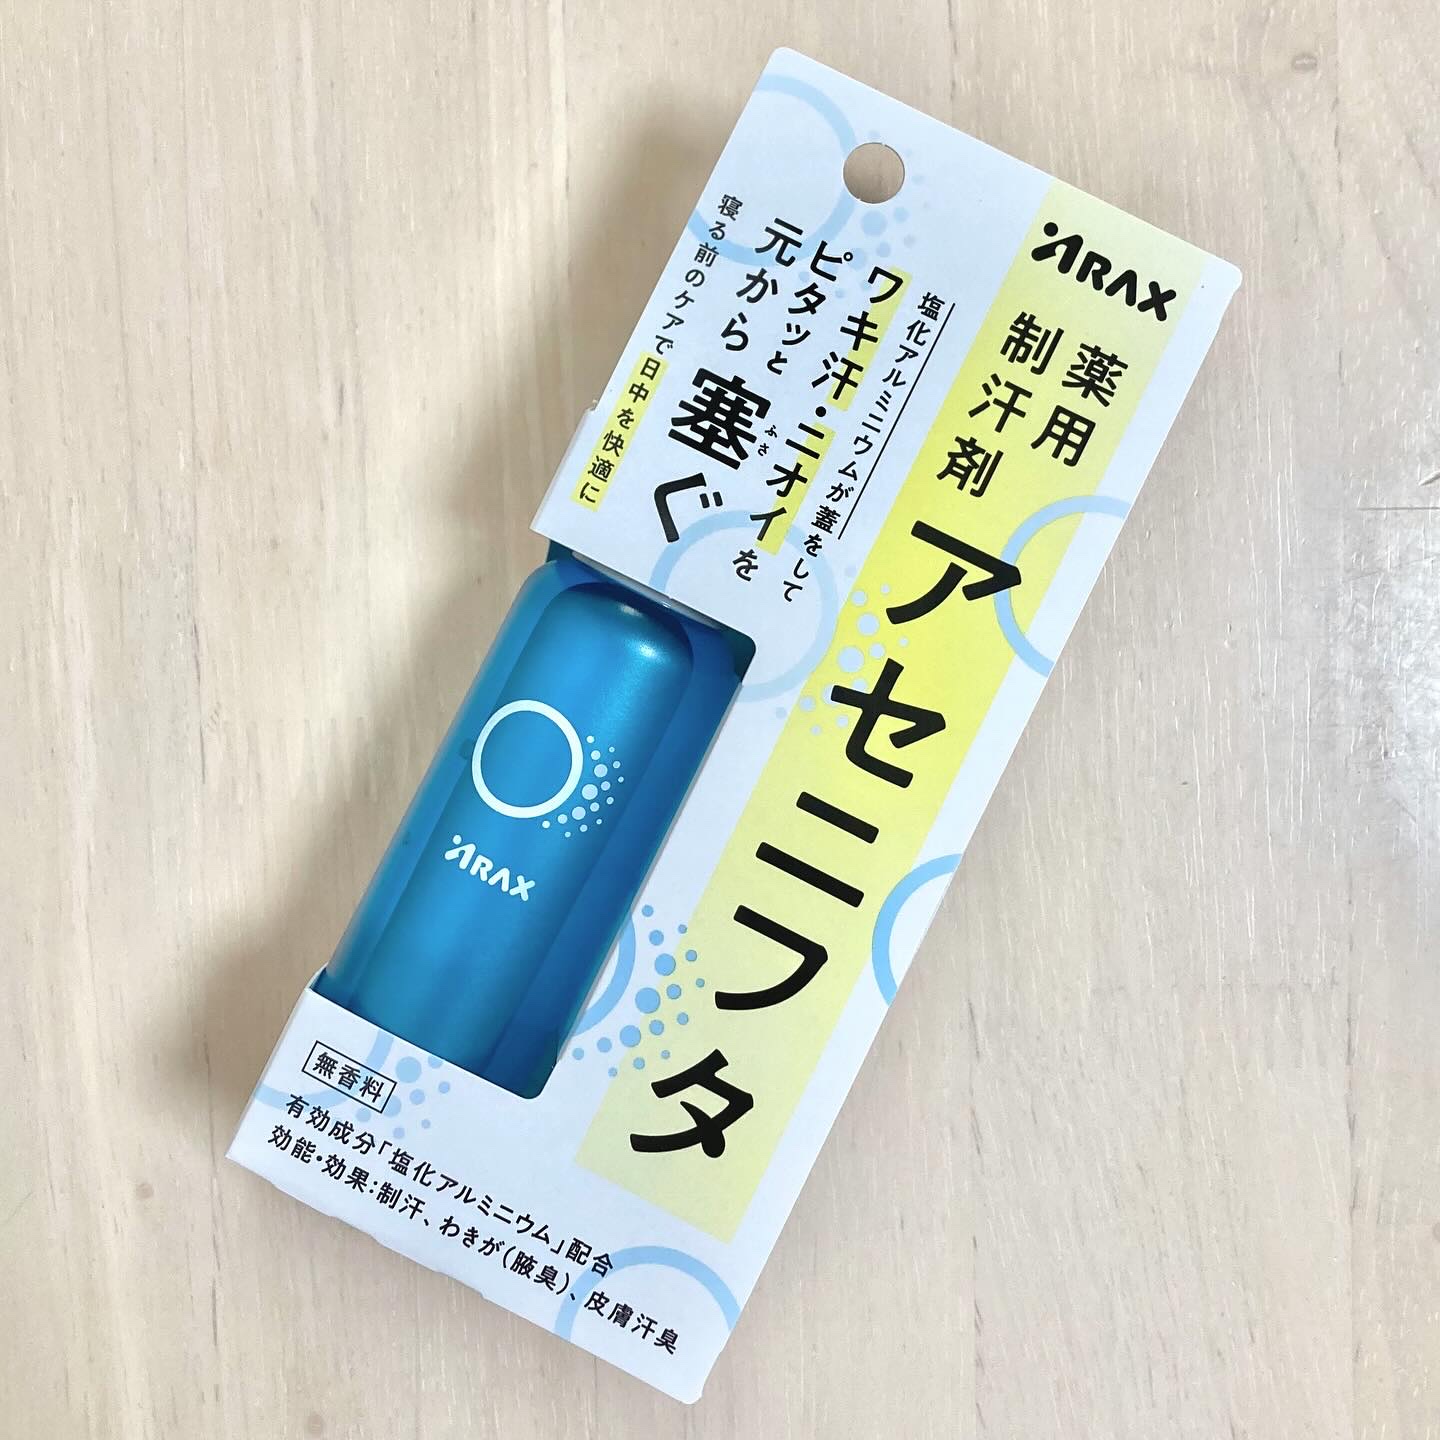 ARAX
薬用
制汗剤
アセニフタ
塩化アルミニウムが蓋をして
ワキ汗・ニオイを
ピタッと
元から
塞ぐ
ふさ
寝る前のケアで日中を快適に
ARAX
無香料
有効成分「塩化アルミニウム」配合
効能・効果：制汗、わきが（腋臭）、皮膚汗臭